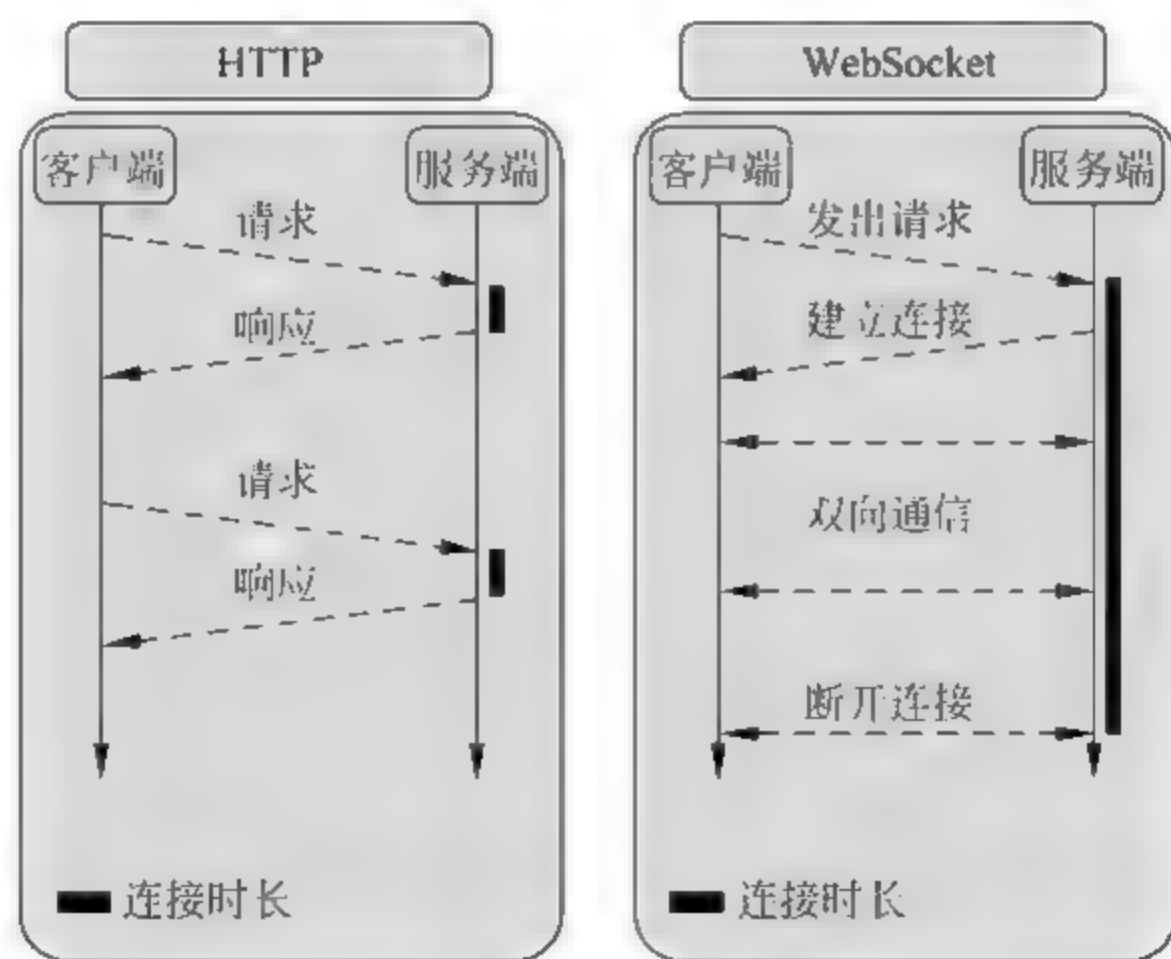 HTTP
客户端
服务端
请求
响应
请求
响应
连接时长
WebSocket
客户端
服务端
发出请求
建立连接
双向通信
断开连接
连接时长